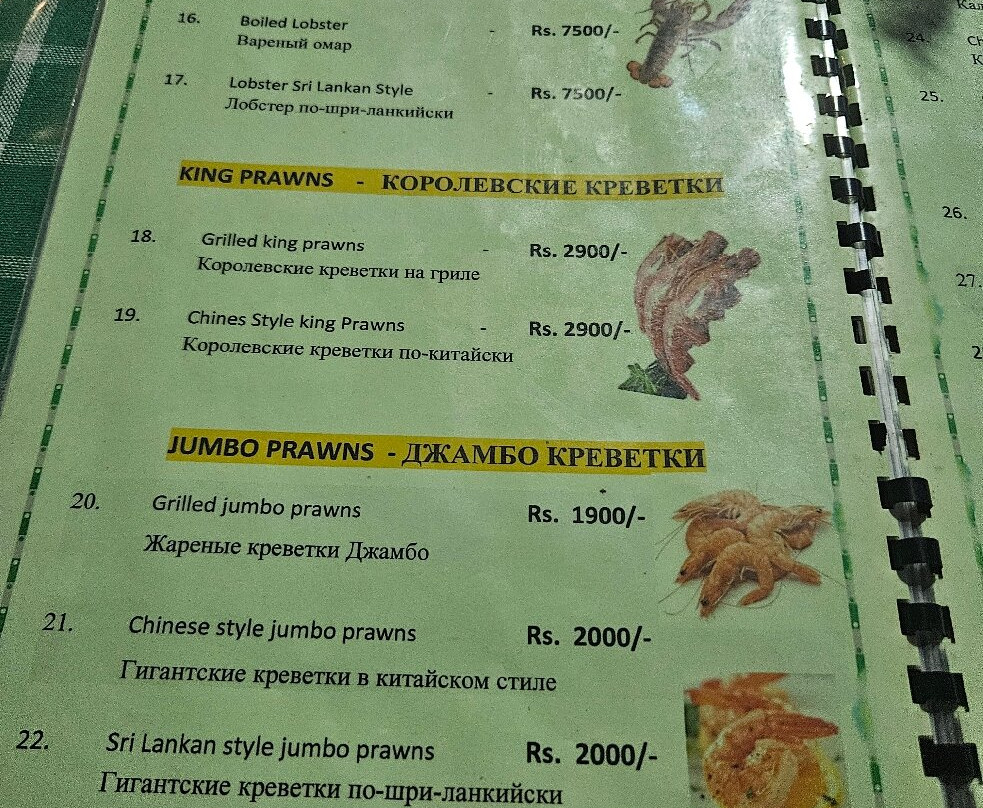 16. Boiled Lobster - Rs. 7500/-
Вареный омар
17. Lobster Sri Lankan Style - Rs. 7500/-
Лобстер по-шри-ланкийски
KING PRAWNS - КОРОЛЕВСКИЕ КРЕВЕТКИ
18. Grilled king prawns - Rs. 2900/-
Королевские креветки на гриле
19. Chines Style king Prawns - Rs. 2900/-
Королевские креветки по-китайски
JUMBO PRAWNS - ДЖАМБО КРЕВЕТКИ
20. Grilled jumbo prawns Rs. 1900/-
Жареные креветки Джамбо
21. Chinese style jumbo prawns Rs. 2000/-
Гигантские креветки в китайском стиле
22. Sri Lankan style jumbo prawns Rs. 2000/-
Гигантские креветки по-шри-ланкийски
24.
25.
26.
27.